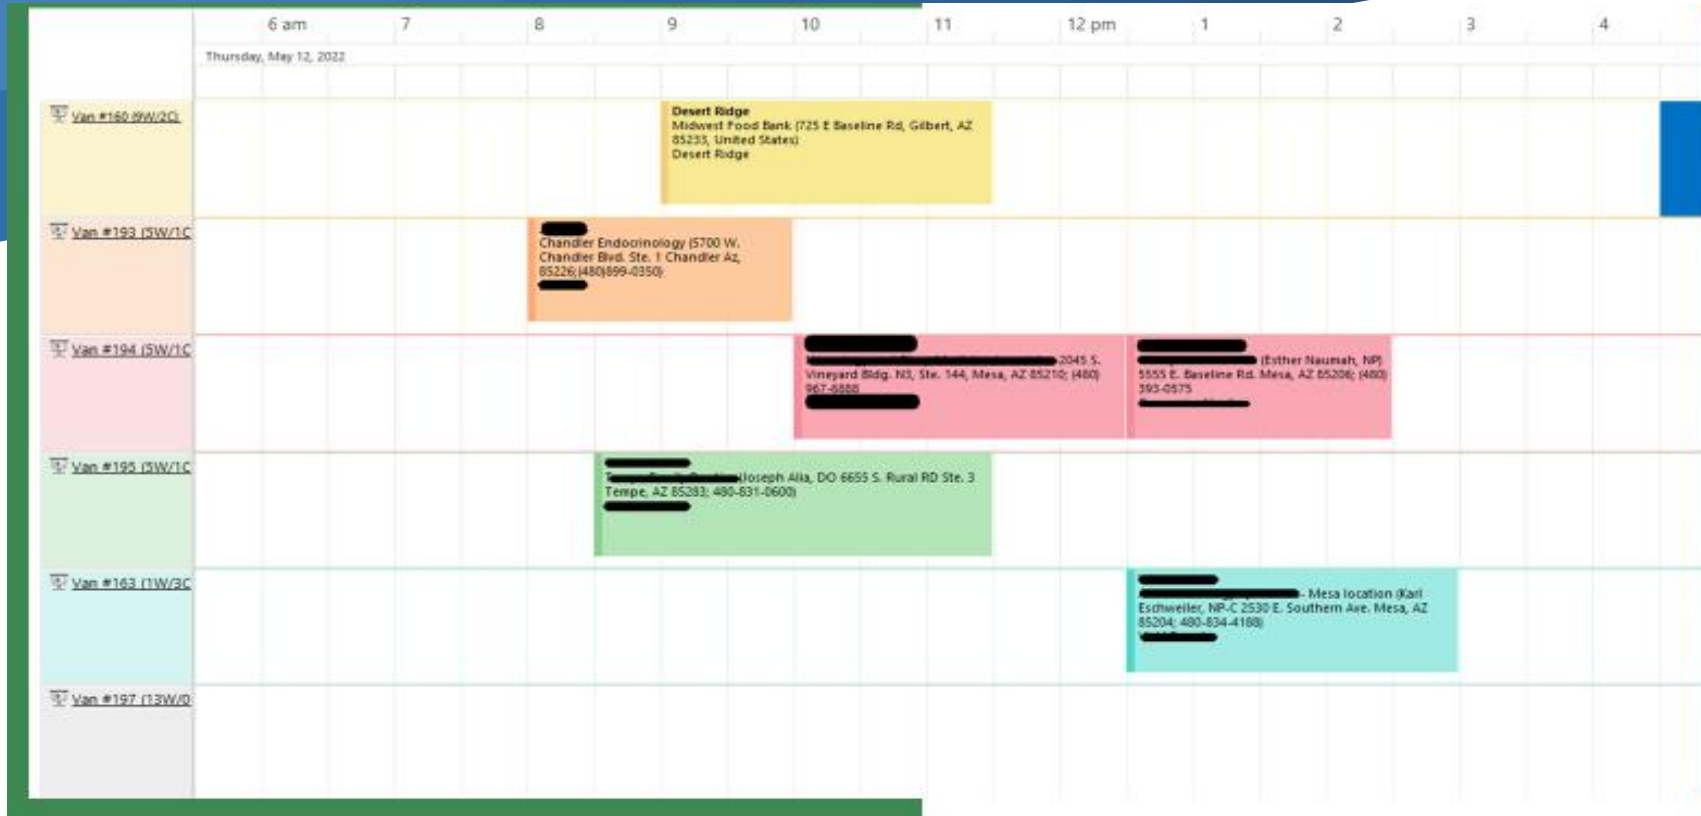 6 am 7 8 9 10 11 12 pm 1 2 3 4
Thursday, May 12, 2022
Van #160 (9W/2C)
Desert Ridge
Midwest Food Bank (725 E Baseline Rd, Gilbert, AZ
85233, United States)
Desert Ridge
Van #193 (5W/1C
Chandler Endocrinology (5700 W.
Chandler Blvd. Ste. 1 Chandler Az,
85226;(480)899-0350)
Van #194 (5W/1C
2045 S.
Vineyard Bldg. N3, Ste. 144, Mesa, AZ 85210; (480)
967-6888
(Esther Naumah, NP)
5555 E. Baseline Rd. Mesa, AZ 85206; (480)
393-0575
Van #195 (5W/1C
(Joseph Alia, DO 6655 S. Rural RD Ste. 3
Tempe, AZ 85283; 480-831-0600)
Van #163 (1W/3C
- Mesa location (Karl
Eschweiler, NP-C 2530 E. Southern Ave. Mesa, AZ
85204; 480-834-4188)
Van #197 (13W/0